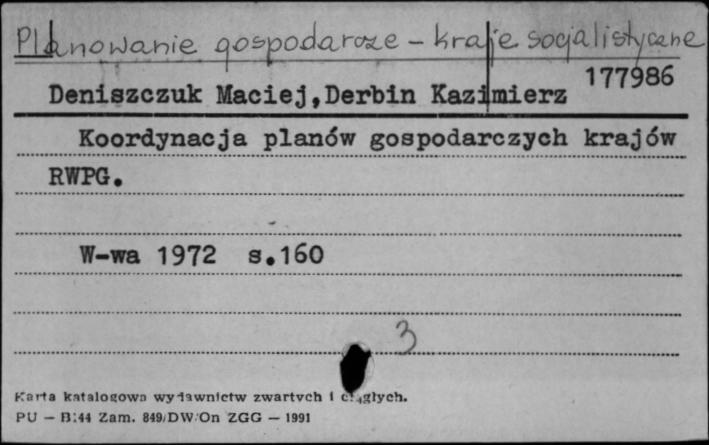 Planowanie gospodarcze - kraje socjalistyczne
177986
Deniszczuk Maciej, Derbin Kazimierz
Koordynacja planów gospodarczych krajów
RWPG.
W-wa 1972 s.160
3
Karta katalogowa wydawnictw zwartych i ciągłych.
PU - B.44 Zam. 849/DW/On ZGG - 1991